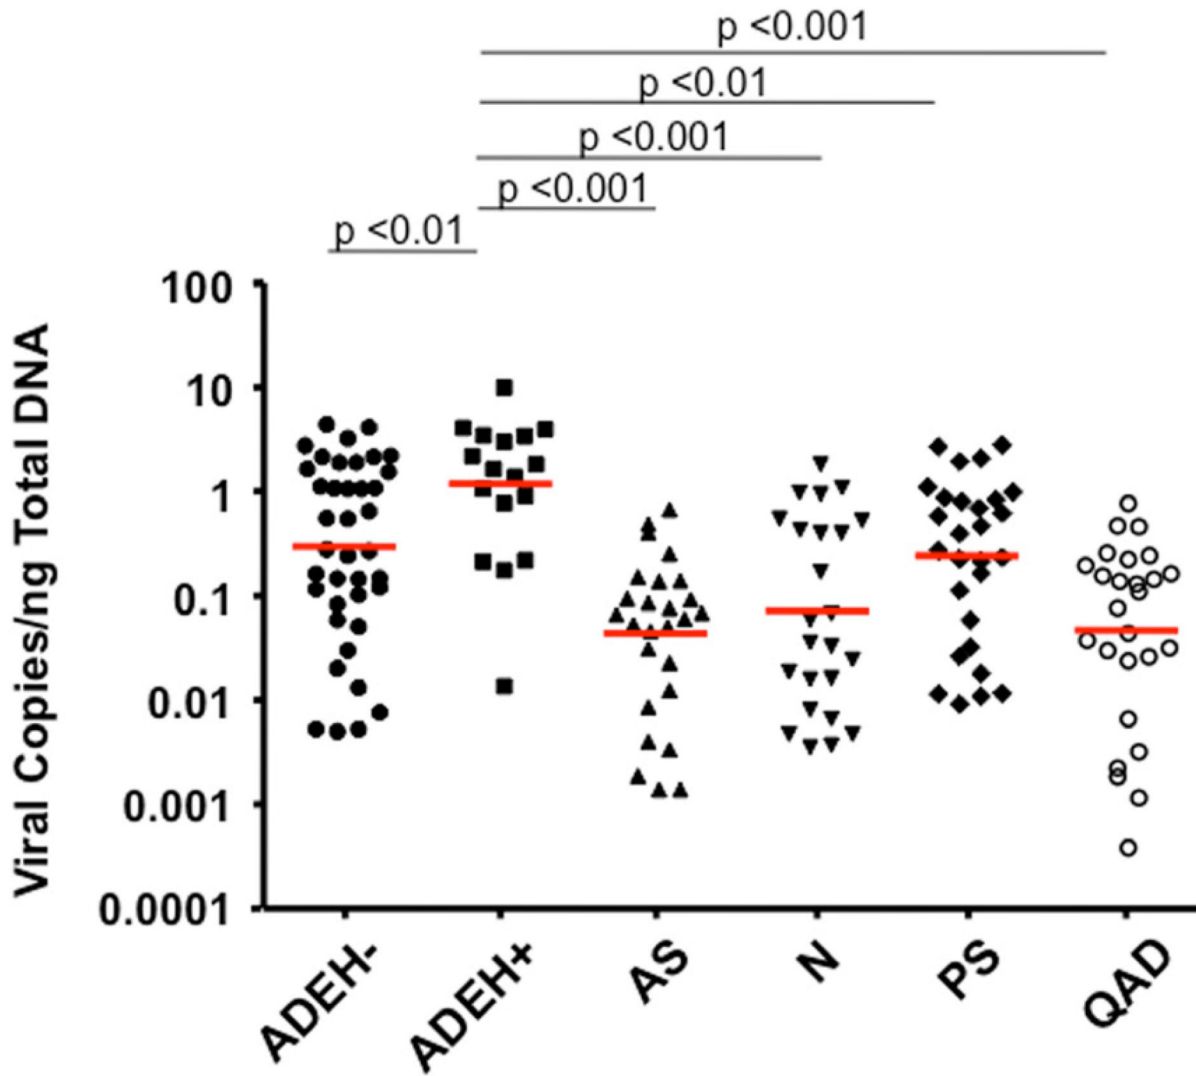 p <0.001
p <0.01
p <0.001
p <0.001
p <0.01
Viral Copies/ng Total DNA
100
10
1
0.1
0.01
0.001
0.0001
ADEH-
ADEH+
AS
N
PS
QAD